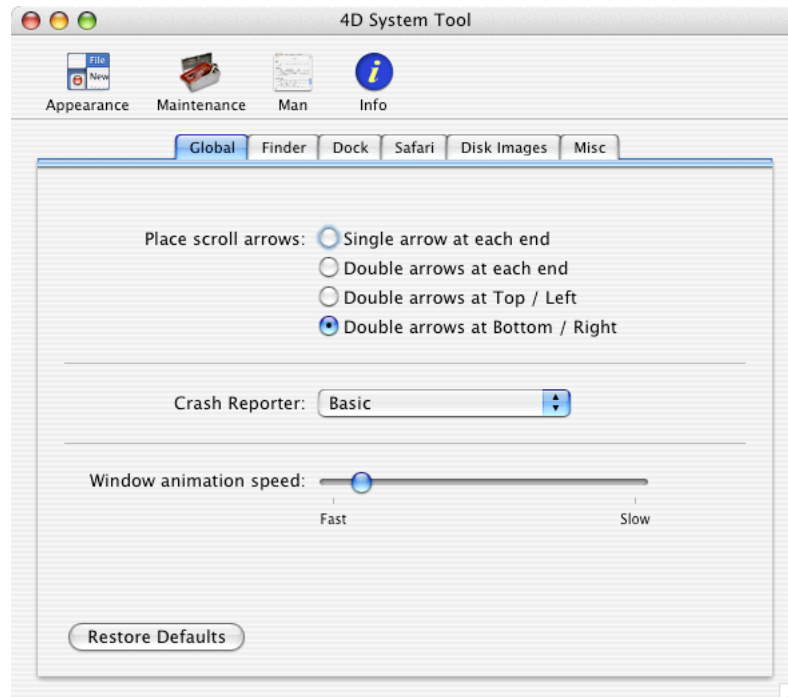 4D System Tool
File
New
Appearance Maintenance Man Info
Global Finder Dock Safari Disk Images Misc
Place scroll arrows: Single arrow at each end
Double arrows at each end
Double arrows at Top / Left
Double arrows at Bottom / Right
Crash Reporter: Basic
Window animation speed:
Fast Slow
Restore Defaults